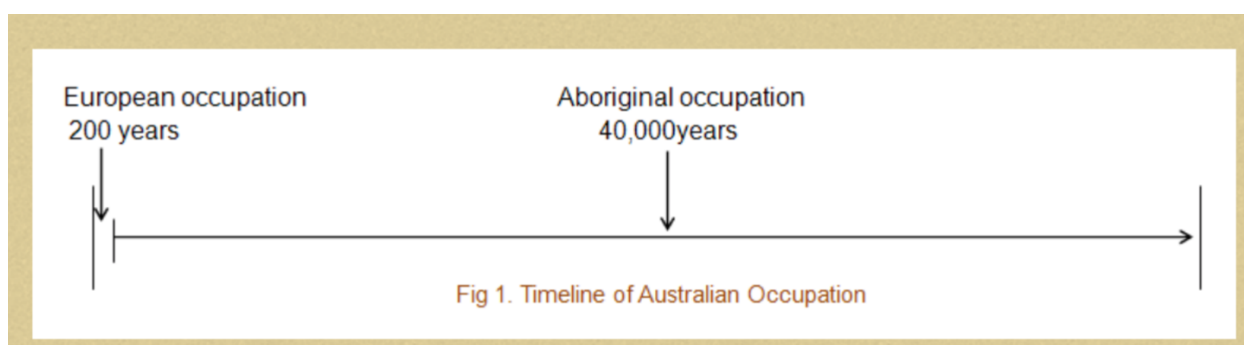 European occupation
200 years
Aboriginal occupation
40,000years
Fig 1. Timeline of Australian Occupation